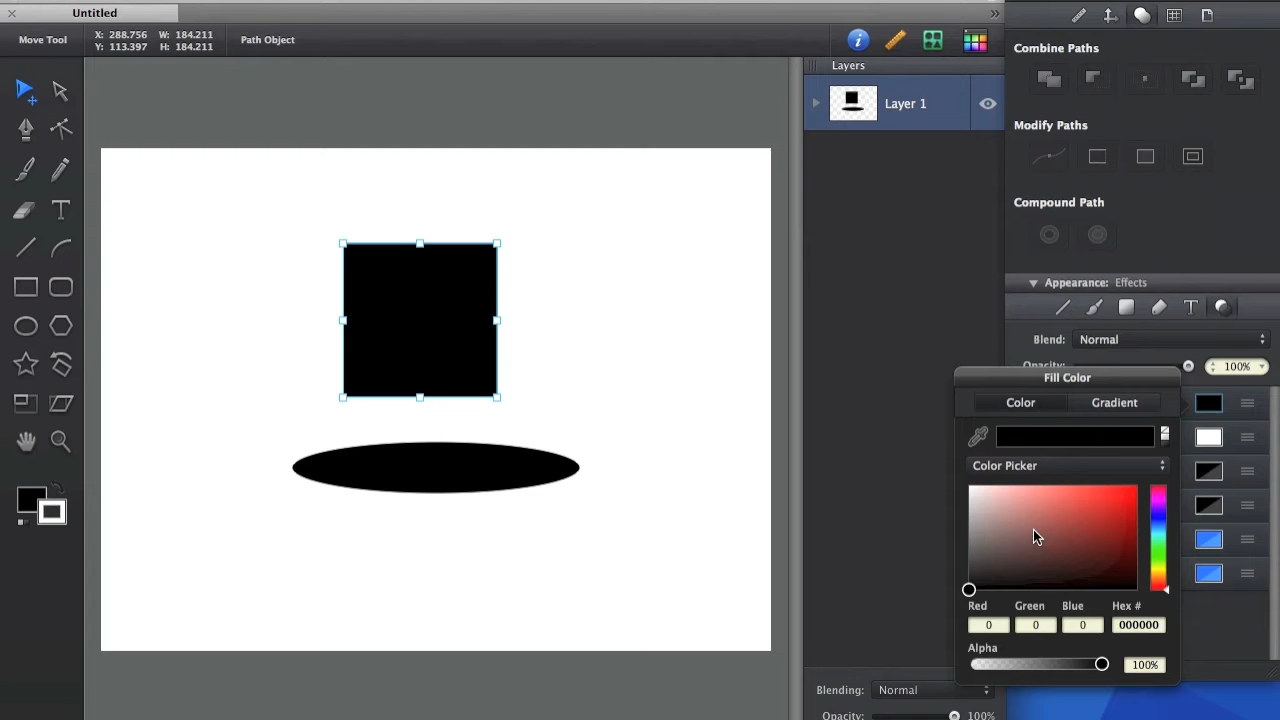 Untitled
Move Tool
X: 288.756 W: 184.211
Y: 113.397 H: 184.211
Path Object
Layers
Layer 1
Combine Paths
Modify Paths
Compound Path
Appearance: Effects
T
Blend: Normal
Opacity: 100%
Fill Color
Color Gradient
Color Picker
Red Green Blue Hex #
0 0 0 000000
Alpha
100%
Blending: Normal
Opacity: 100%